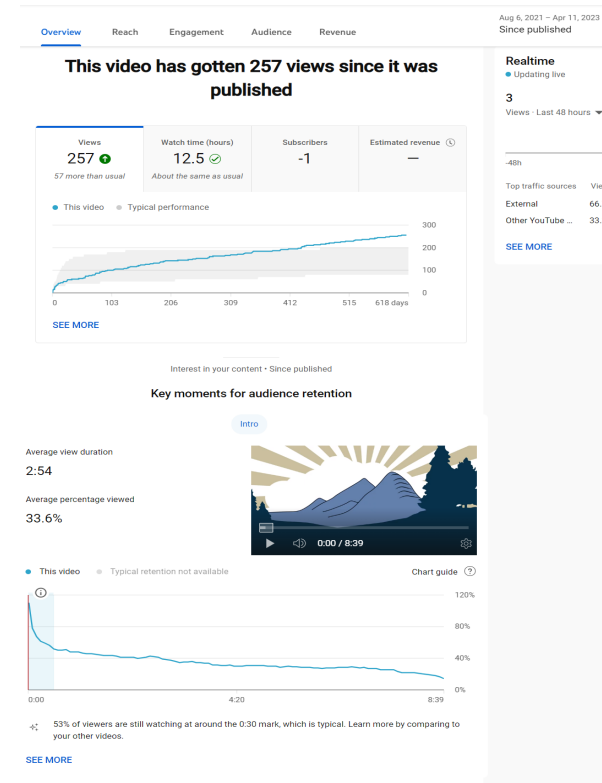 Overview Reach Engagement Audience Revenue
Aug 6, 2021 – Apr 11, 2023
Since published
This video has gotten 257 views since it was
published
Views
257
57 more than usual
Watch time (hours)
12.5
About the same as usual
Subscribers
-1
Estimated revenue
—
This video Typical performance
300
200
100
0
0 103 206 309 412 515 618 days
SEE MORE
Realtime
Updating live
3
Views · Last 48 hours
-48h
Top traffic sources Vie
External 66.
Other YouTube ... 33.
SEE MORE
Interest in your content • Since published
Key moments for audience retention
Intro
Average view duration
2:54
Average percentage viewed
33.6%
0:00 / 8:39
This video Typical retention not available
Chart guide
120%
80%
40%
0%
0:00 4:20 8:39
53% of viewers are still watching at around the 0:30 mark, which is typical. Learn more by comparing to
your other videos.
SEE MORE